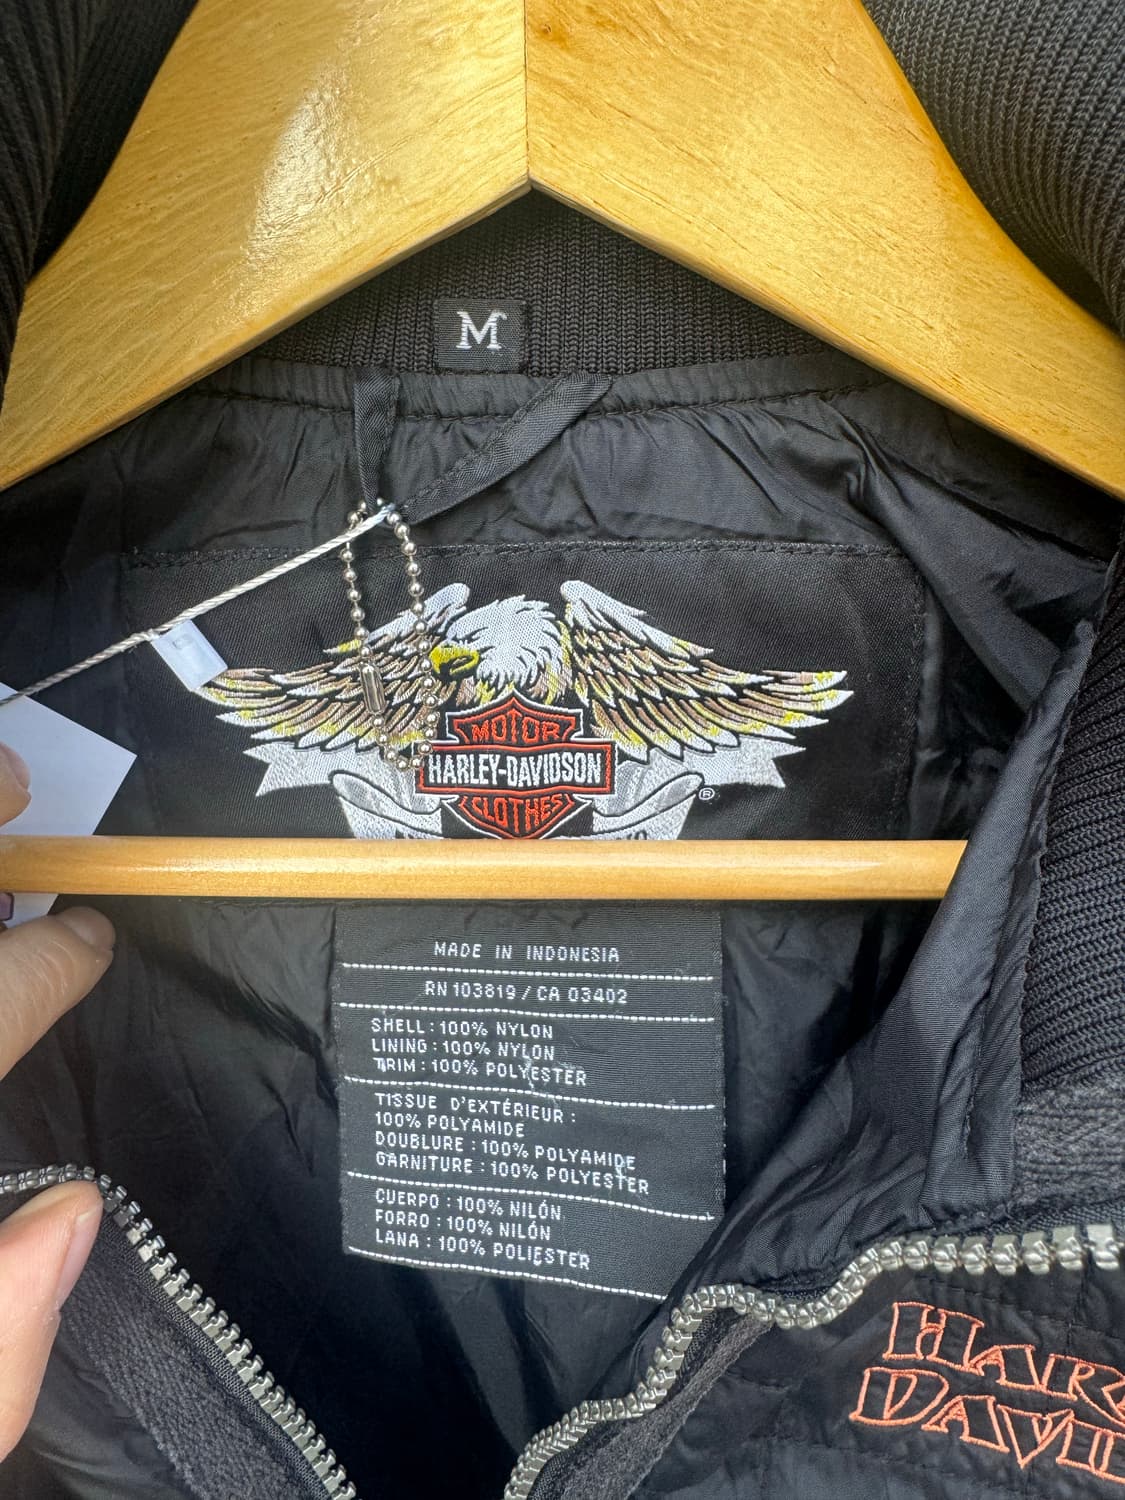 M
MOTOR
HARLEY-DAVIDSON
CLOTHES
®
MADE IN INDONESIA
RN 103819 / CA 03402
SHELL : 100% NYLON
LINING : 100% NYLON
TRIM : 100% POLYESTER
TISSUE D'EXTÉRIEUR :
100% POLYAMIDE
DOUBLURE : 100% POLYAMIDE
GARNITURE : 100% POLYESTER
CUERPO : 100% NILÓN
FORRO : 100% NILÓN
LANA : 100% POLIESTER